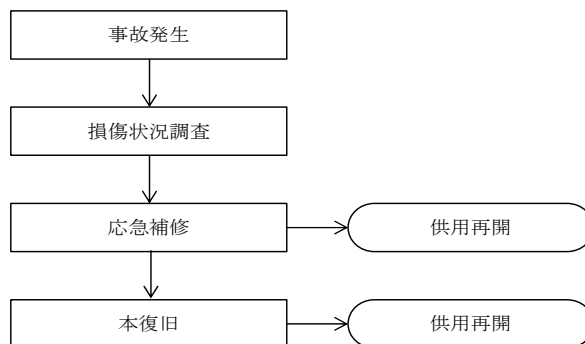 事故発生
損傷状況調査
応急補修
供用再開
本復旧
供用再開